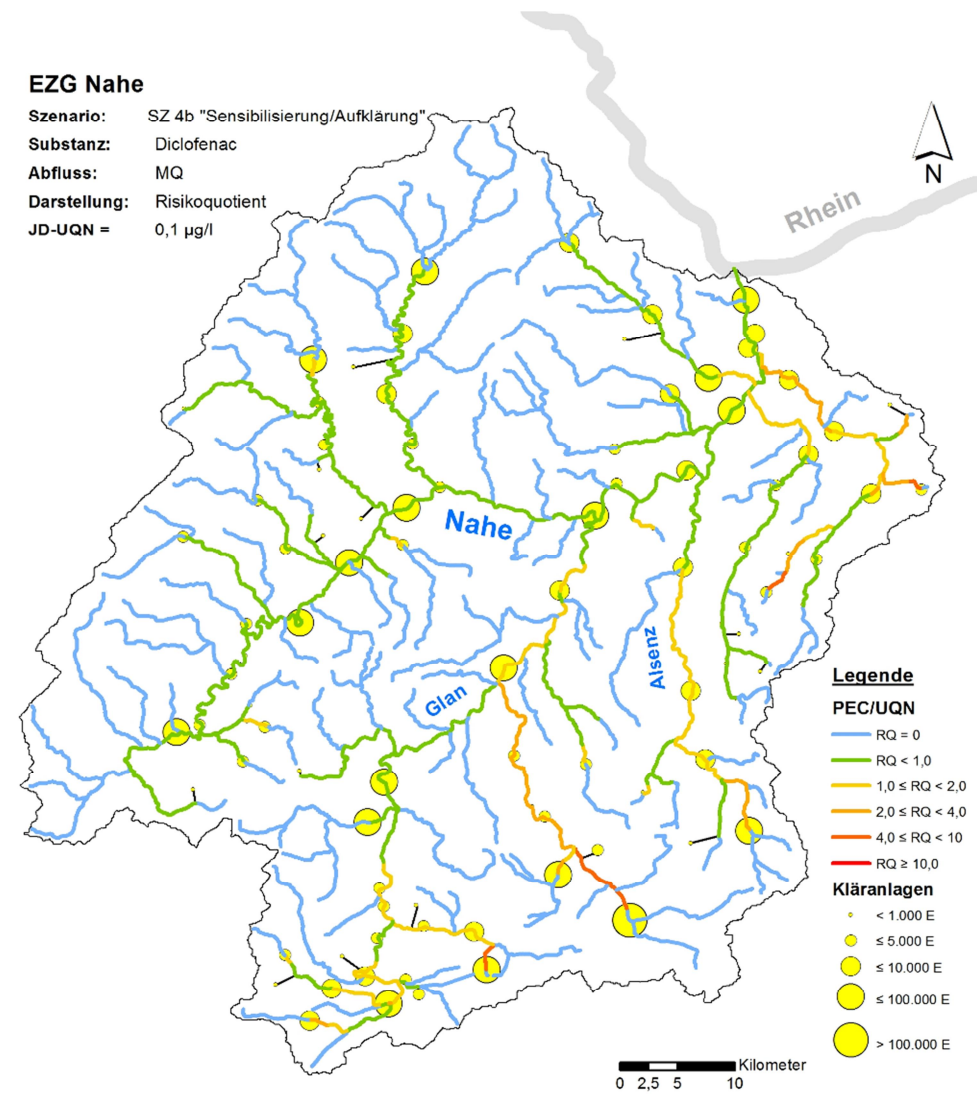 EZG Nahe
Szenario: SZ 4b "Sensibilisierung/Aufklärung"
Substanz: Diclofenac
Abfluss: MQ
Darstellung: Risikoquotient
JD-UQN = 0,1 µg/l
N
Rhein
Nahe
Alsenz
Glan
Legende
PEC/UQN
RQ = 0
RQ < 1,0
1,0 ≤ RQ < 2,0
2,0 ≤ RQ < 4,0
4,0 ≤ RQ < 10
RQ ≥ 10,0
Kläranlagen
< 1.000 E
≤ 5.000 E
≤ 10.000 E
≤ 100.000 E
> 100.000 E
Kilometer
0 2,5 5 10